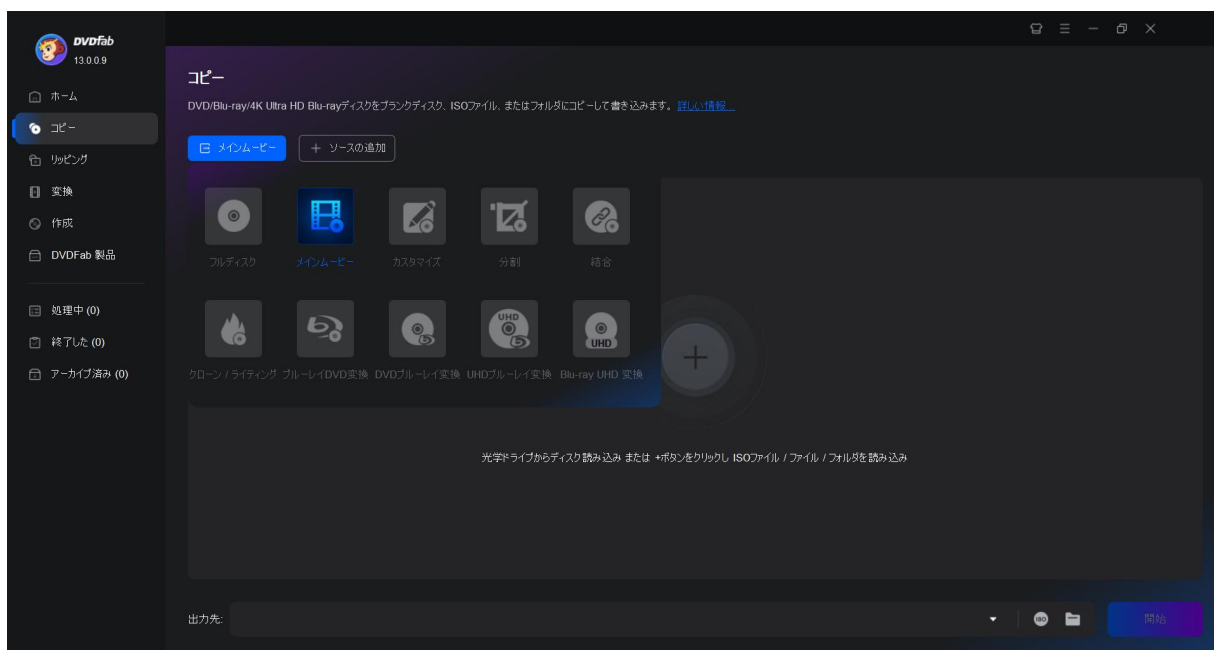 DVDFab
13.0.0.9
ホーム
コピー
リッピング
変換
作成
DVDFab 製品
処理中 (0)
終了した (0)
アーカイブ済み (0)
コピー
DVD/Blu-ray/4K Ultra HD Blu-rayディスクをブランクディスク、ISOファイル、またはフォルダにコピーして書き込みます。 詳しい情報...
メインムービー
ソースの追加
フルディスク メインムービー カスタマイズ 分割 結合
UHD UHD
クローン / ライティング ブルーレイDVD変換 DVDブルーレイ変換 UHDブルーレイ変換 Blu-ray UHD 変換
光学ドライブからディスク読み込み または +ボタンをクリックし ISOファイル / ファイル / フォルダを読み込み
出力先:
ISO
開始